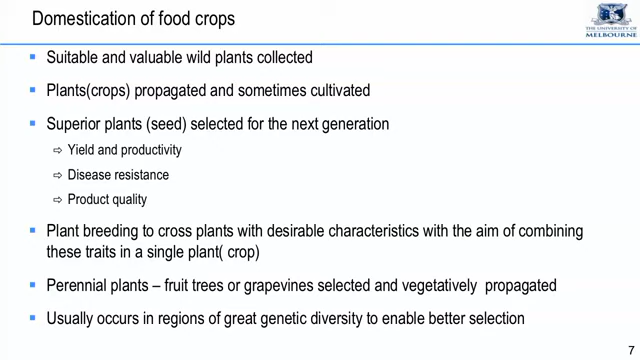 Domestication of food crops
THE UNIVERSITY OF
MELBOURNE
Suitable and valuable wild plants collected
Plants(crops) propagated and sometimes cultivated
Superior plants (seed) selected for the next generation
Yield and productivity
Disease resistance
Product quality
Plant breeding to cross plants with desirable characteristics with the aim of combining
these traits in a single plant( crop)
Perennial plants – fruit trees or grapevines selected and vegetatively propagated
Usually occurs in regions of great genetic diversity to enable better selection
7